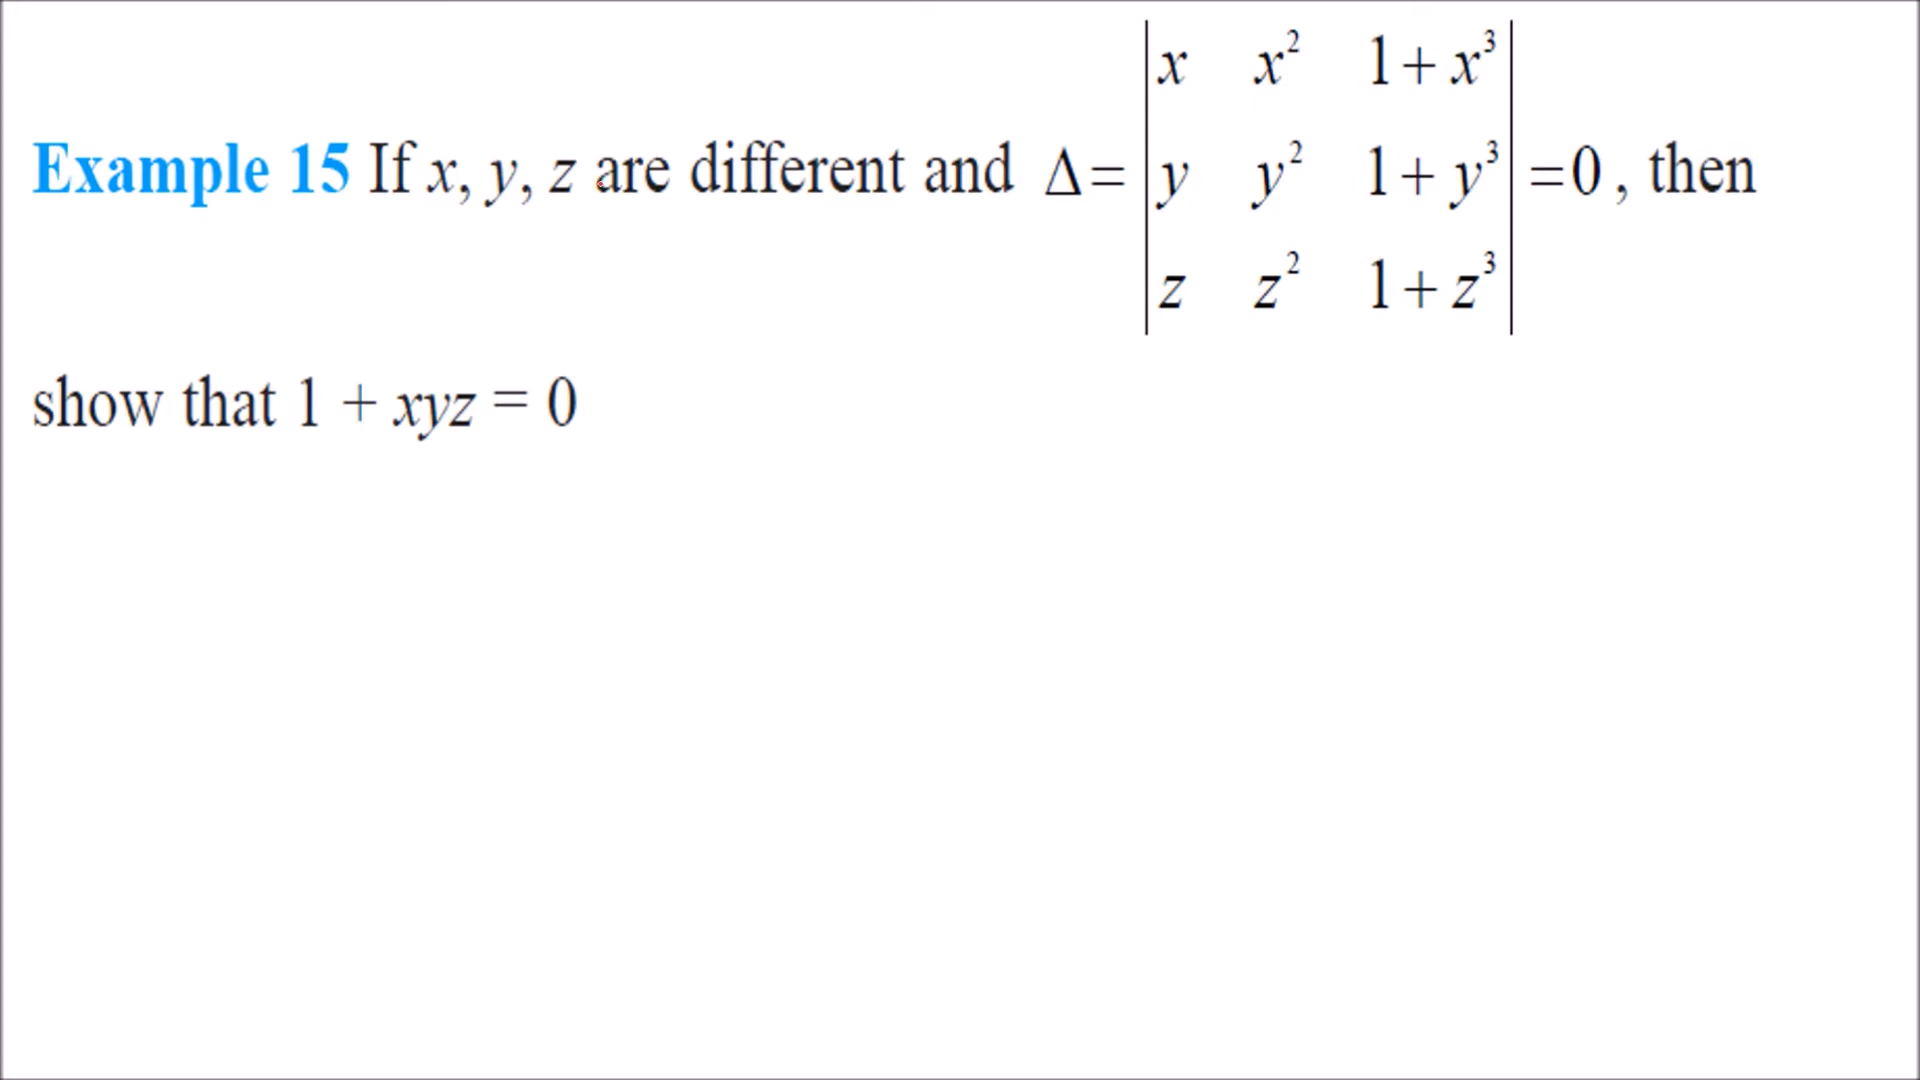 x x² 1+x³
Example 15 If x, y, z are different and Δ= y y² 1+y³ =0, then
z z² 1+z³
show that 1 + xyz = 0